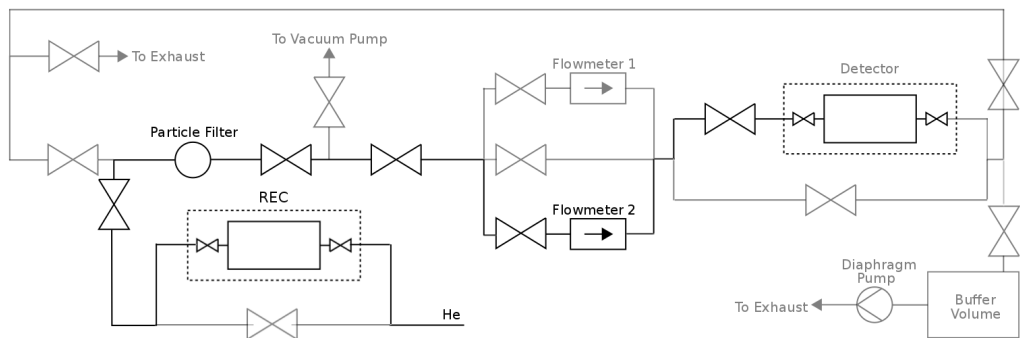 To Vacuum Pump
To Exhaust
Flowmeter 1
Detector
Particle Filter
REC
Flowmeter 2
Diaphragm
Pump
He
To Exhaust
Buffer
Volume